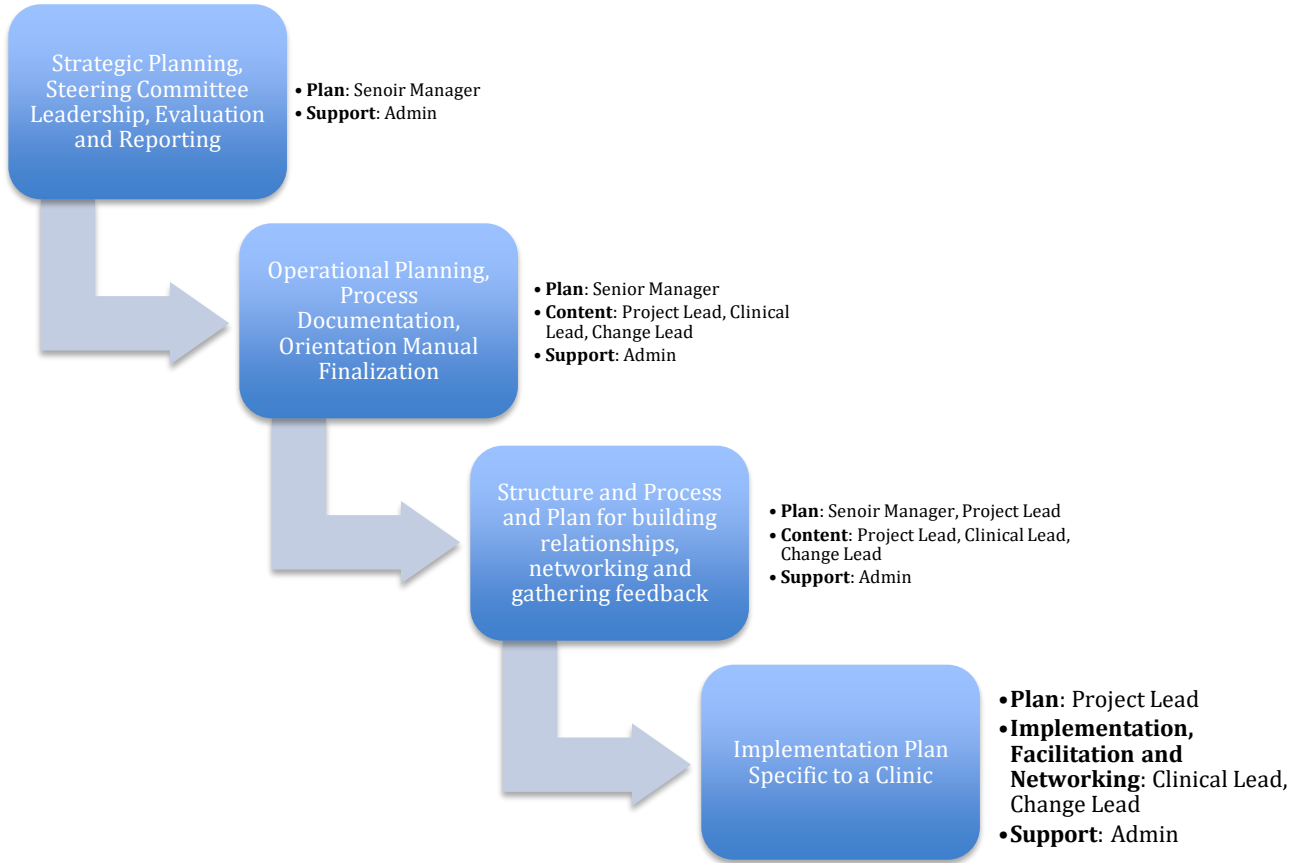 Strategic Planning,
Steering Committee
Leadership, Evaluation
and Reporting
• Plan: Senoir Manager
• Support: Admin
Operational Planning,
Process
Documentation,
Orientation Manual
Finalization
• Plan: Senior Manager
• Content: Project Lead, Clinical
Lead, Change Lead
• Support: Admin
Structure and Process
and Plan for building
relationships,
networking and
gathering feedback
• Plan: Senoir Manager, Project Lead
• Content: Project Lead, Clinical Lead,
Change Lead
• Support: Admin
Implementation Plan
Specific to a Clinic
• Plan: Project Lead
• Implementation,
Facilitation and
Networking: Clinical Lead,
Change Lead
• Support: Admin